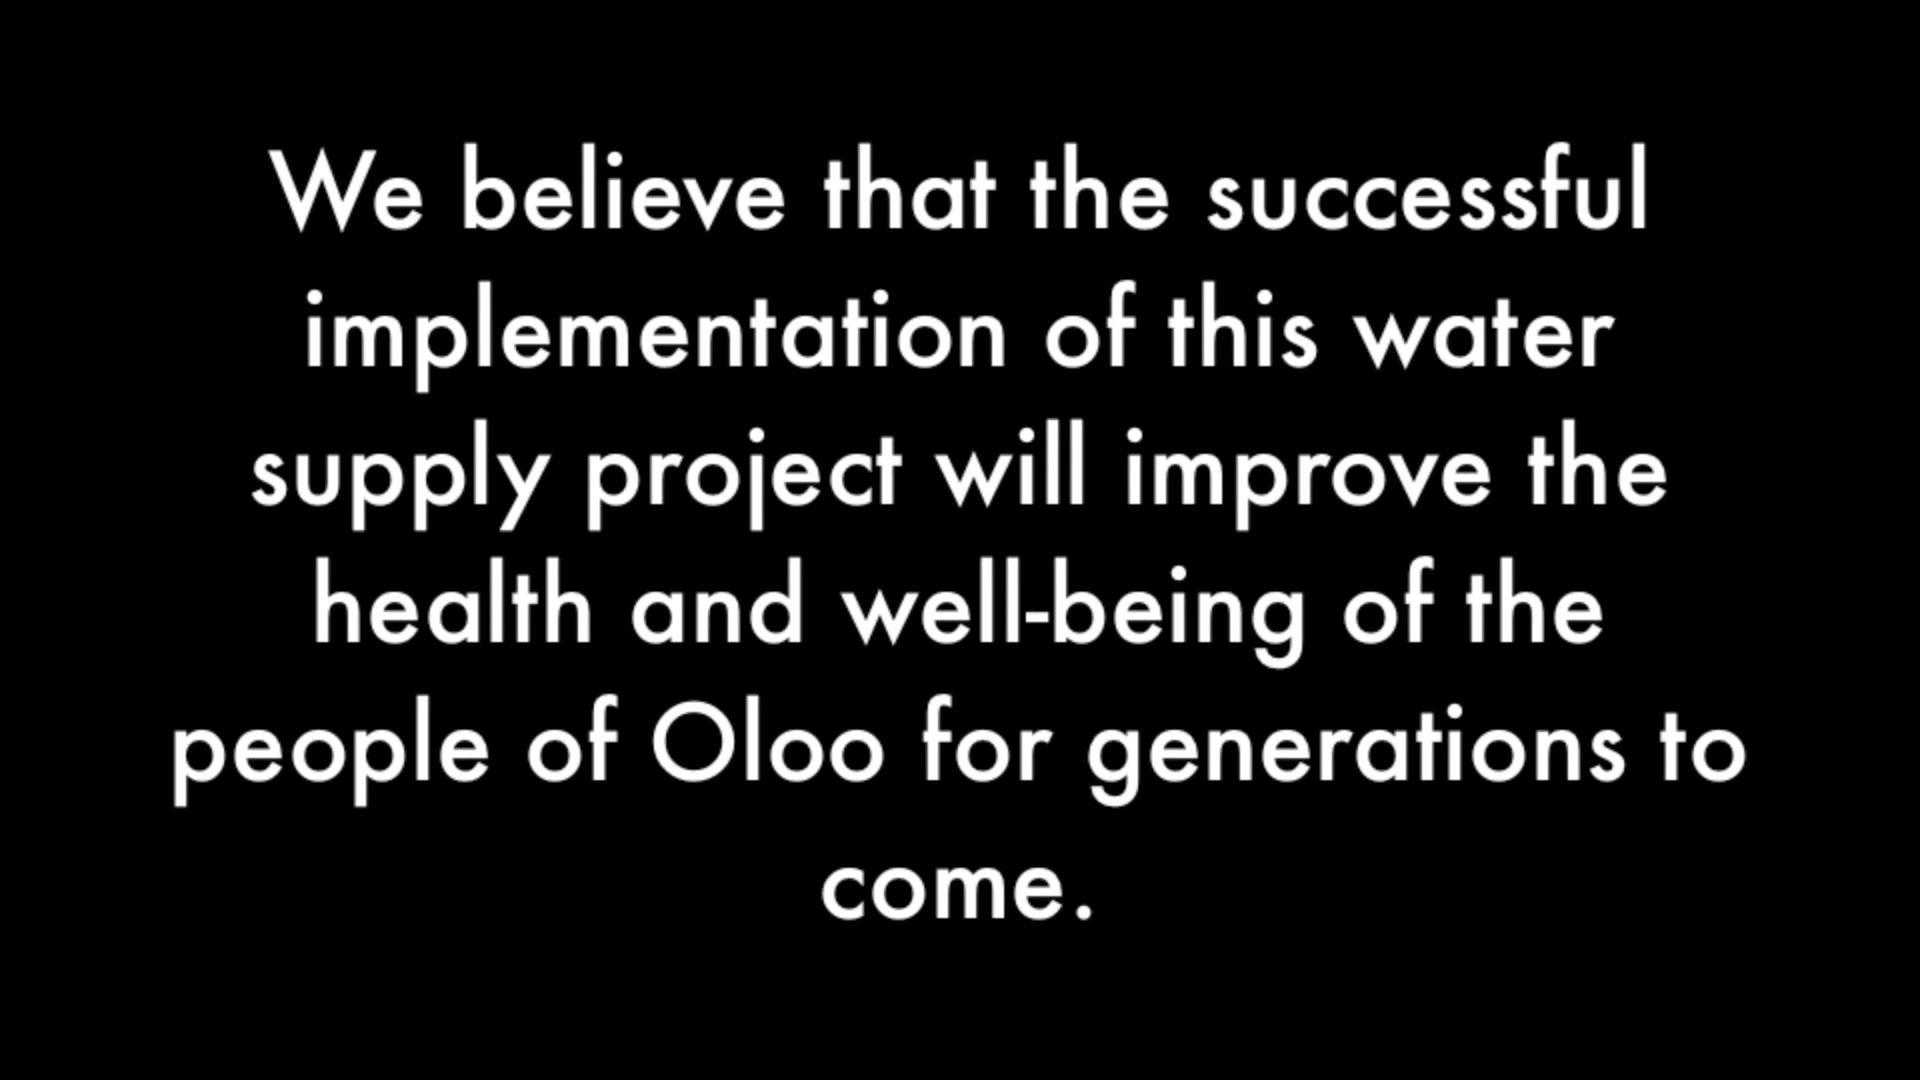 We believe that the successful
implementation of this water
supply project will improve the
health and well-being of the
people of Oloo for generations to
come.